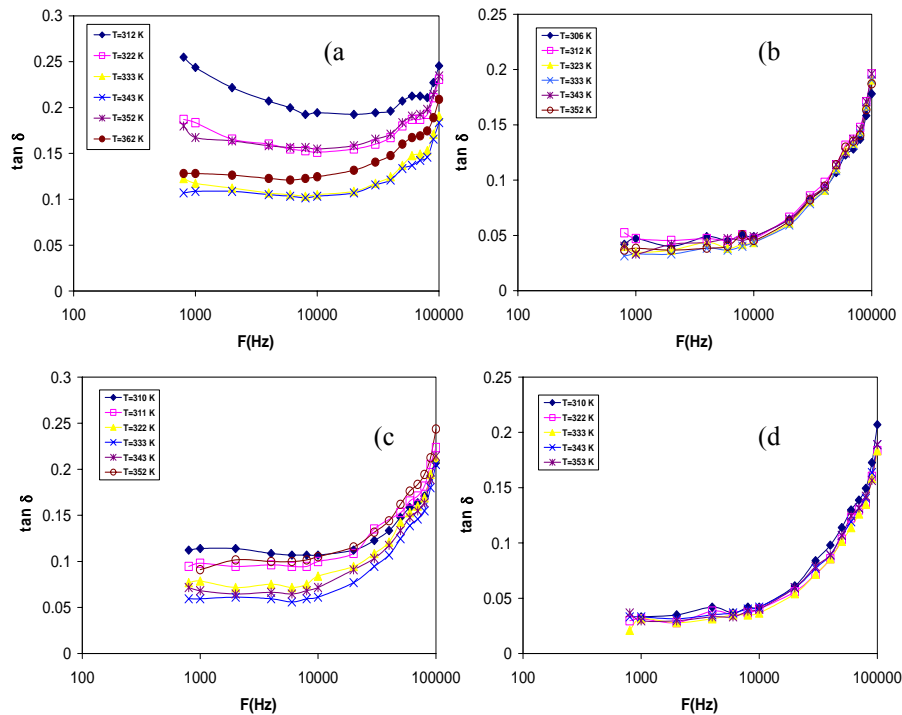 0.3
0.25
0.2
0.15
0.1
0.05
0
tan δ
T=312 K
T=322 K
T=333 K
T=343 K
T=352 K
T=362 K
(a
100 1000 10000 100000
F(Hz)
0.25
0.2
0.15
0.1
0.05
0
tan δ
T=306 K
T=312 K
T=323 K
T=333 K
T=343 K
T=352 K
(b
100 1000 10000 100000
F(Hz)
0.3
0.25
0.2
0.15
0.1
0.05
0
tan δ
T=310 K
T=311 K
T=322 K
T=333 K
T=343 K
T=352 K
(c
100 1000 10000 100000
F(Hz)
0.25
0.2
0.15
0.1
0.05
0
tan δ
T=310 K
T=322 K
T=333 K
T=343 K
T=353 K
(d
100 1000 10000 100000
F(Hz)